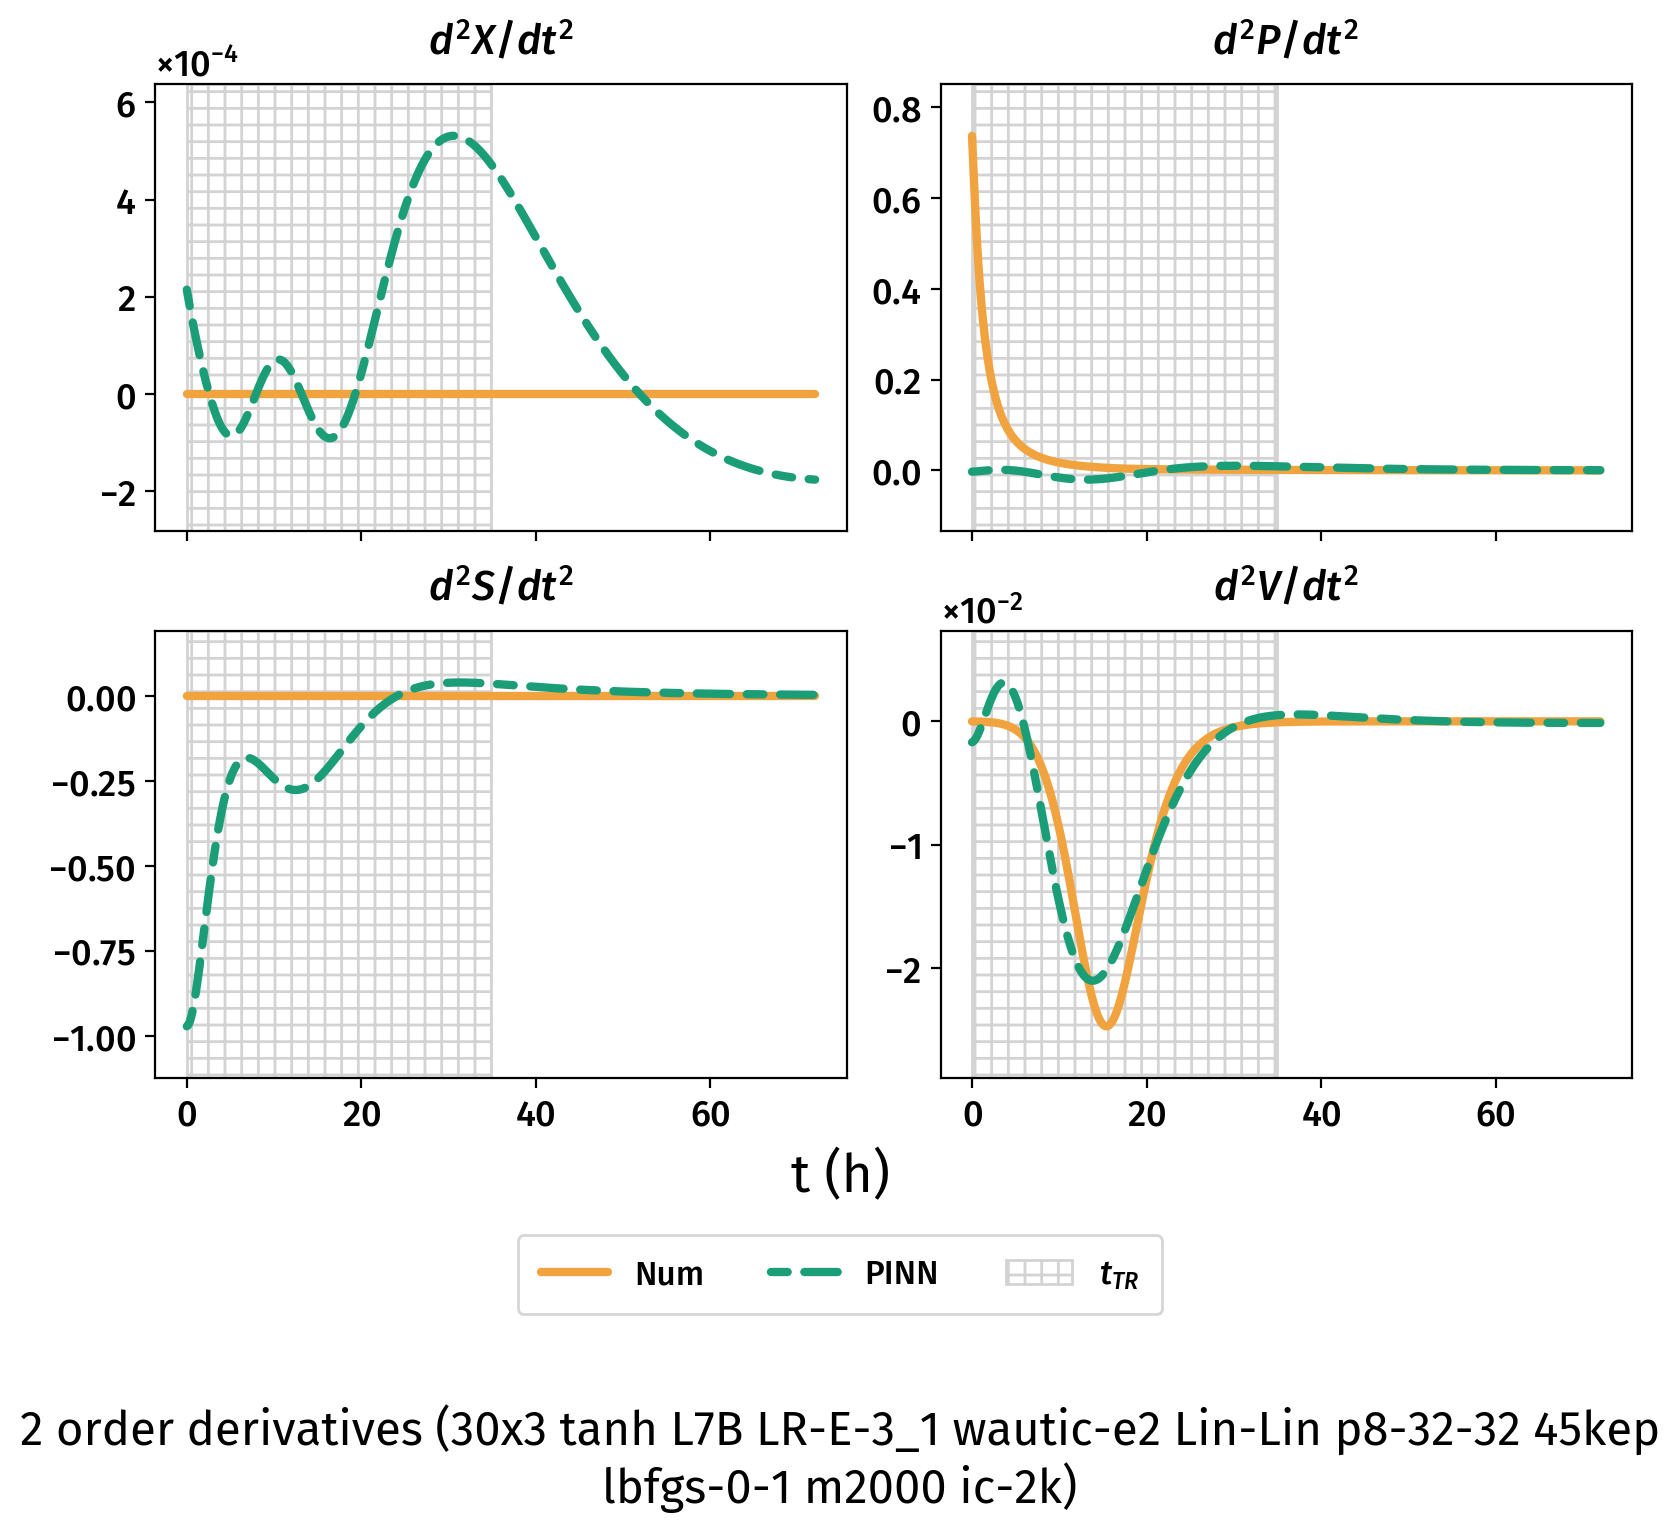 d²X/dt²
×10⁻⁴
6
4
2
0
−2
d²P/dt²
0.8
0.6
0.4
0.2
0.0
d²S/dt²
0.00
−0.25
−0.50
−0.75
−1.00
0 20 40 60
d²V/dt²
×10⁻²
0
−1
−2
0 20 40 60
t (h)
Num PINN t_TR
2 order derivatives (30x3 tanh L7B LR-E-3_1 wautic-e2 Lin-Lin p8-32-32 45kep
lbfgs-0-1 m2000 ic-2k)